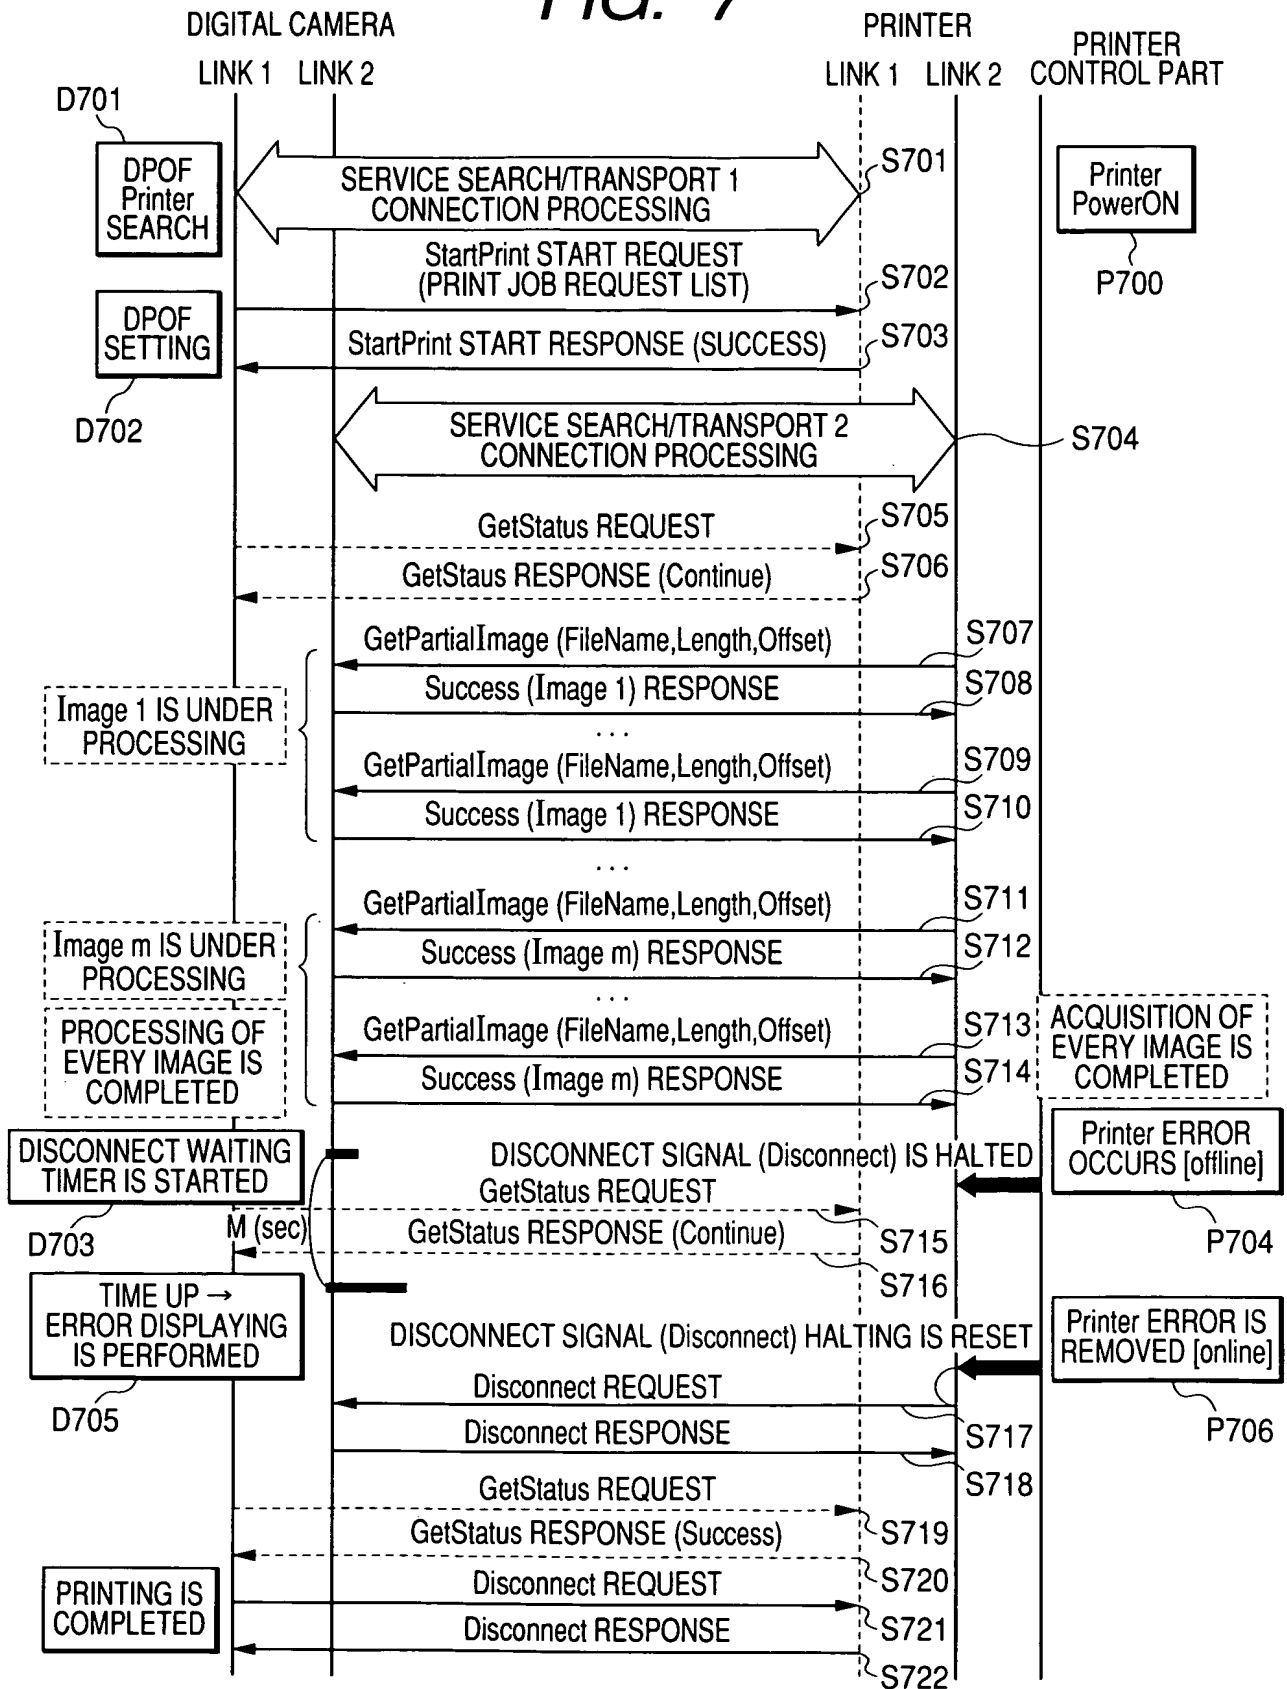 FIG. 7
DIGITAL CAMERA
PRINTER
PRINTER
CONTROL PART
LINK 1
LINK 2
LINK 1
LINK 2
D701
DPOF
Printer
SEARCH
SERVICE SEARCH/TRANSPORT 1
CONNECTION PROCESSING
S701
Printer
PowerON
P700
StartPrint START REQUEST
(PRINT JOB REQUEST LIST)
S702
DPOF
SETTING
D702
StartPrint START RESPONSE (SUCCESS)
S703
SERVICE SEARCH/TRANSPORT 2
CONNECTION PROCESSING
S704
GetStatus REQUEST
S705
GetStaus RESPONSE (Continue)
S706
GetPartialImage (FileName,Length,Offset)
S707
Success (Image 1) RESPONSE
S708
Image 1 IS UNDER
PROCESSING
...
GetPartialImage (FileName,Length,Offset)
S709
Success (Image 1) RESPONSE
S710
...
GetPartialImage (FileName,Length,Offset)
S711
Image m IS UNDER
PROCESSING
Success (Image m) RESPONSE
S712
...
PROCESSING OF
EVERY IMAGE IS
COMPLETED
GetPartialImage (FileName,Length,Offset)
S713
Success (Image m) RESPONSE
S714
ACQUISITION OF
EVERY IMAGE IS
COMPLETED
DISCONNECT WAITING
TIMER IS STARTED
D703
DISCONNECT SIGNAL (Disconnect) IS HALTED
Printer ERROR
OCCURS [offline]
P704
GetStatus REQUEST
S715
M (sec)
GetStatus RESPONSE (Continue)
S716
TIME UP →
ERROR DISPLAYING
IS PERFORMED
D705
DISCONNECT SIGNAL (Disconnect) HALTING IS RESET
Printer ERROR IS
REMOVED [online]
P706
Disconnect REQUEST
S717
Disconnect RESPONSE
S718
GetStatus REQUEST
S719
GetStatus RESPONSE (Success)
S720
PRINTING IS
COMPLETED
Disconnect REQUEST
S721
Disconnect RESPONSE
S722